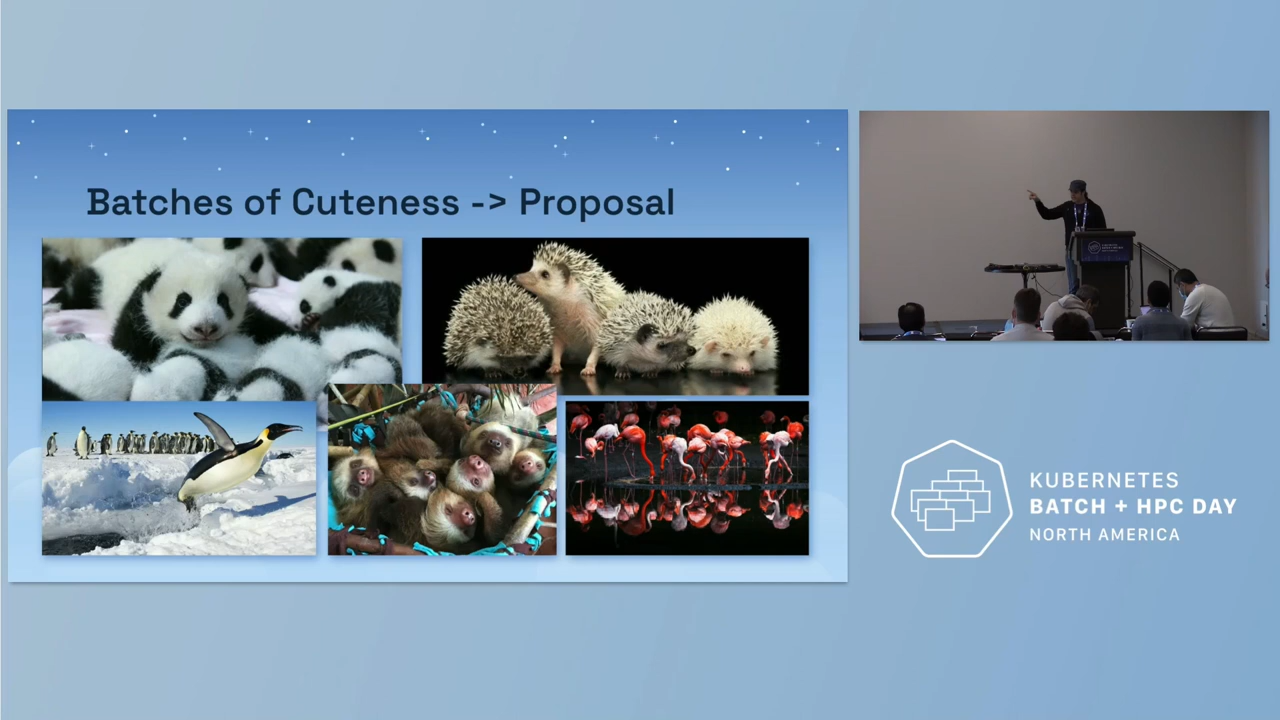 Batches of Cuteness -> Proposal
KUBERNETES
BATCH + HPC DAY
NORTH AMERICA